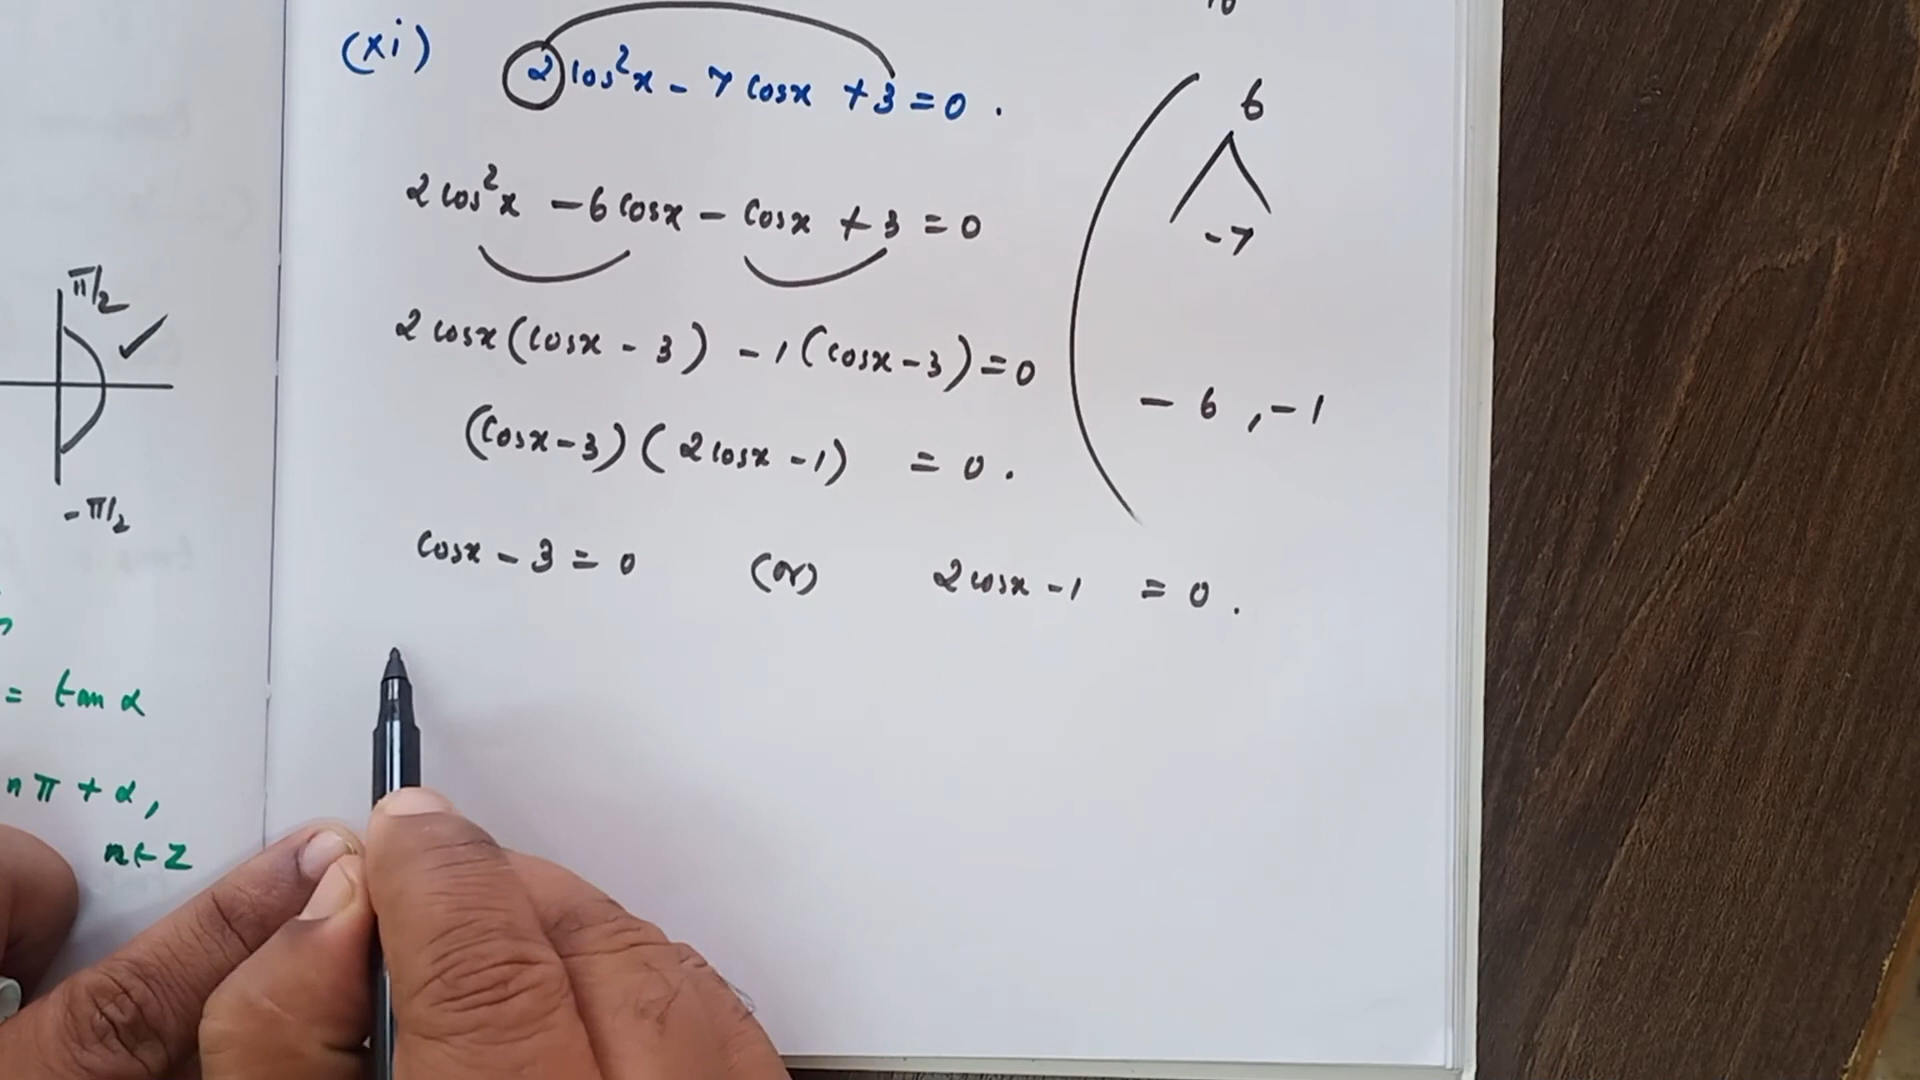 (xi) 2cos²x - 7cosx + 3 = 0 .
6
2cos²x - 6cosx - cosx + 3 = 0
-7
π/2
2cosx(cosx - 3) - 1(cosx - 3) = 0
- 6 , -1
(cosx - 3)(2cosx - 1) = 0 .
-π/2
cosx - 3 = 0 (or) 2cosx - 1 = 0 .
= tan α
nπ + α,
n ∈ Z